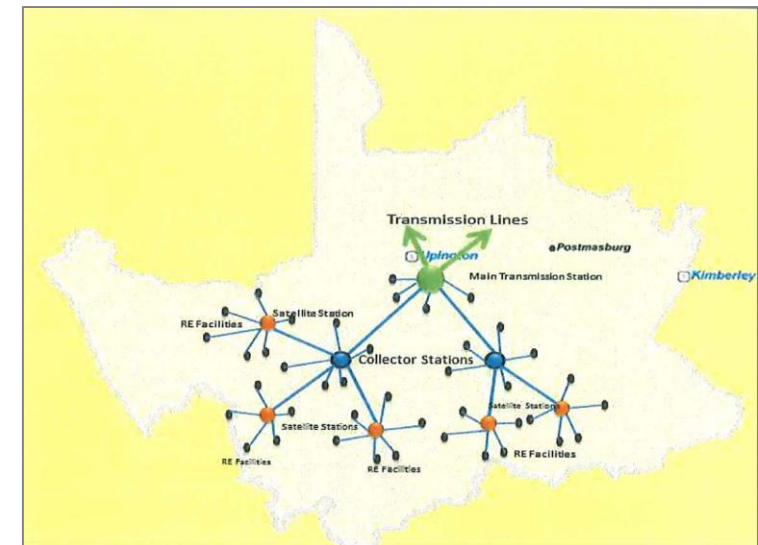 Transmission Lines
Upington
Postmasburg
Main Transmission Station
Kimberley
Satellite Station
RE Facilities
Collector Stations
Satellite Stations
Satellite Stations
RE Facilities
RE Facilities
RE Facilities